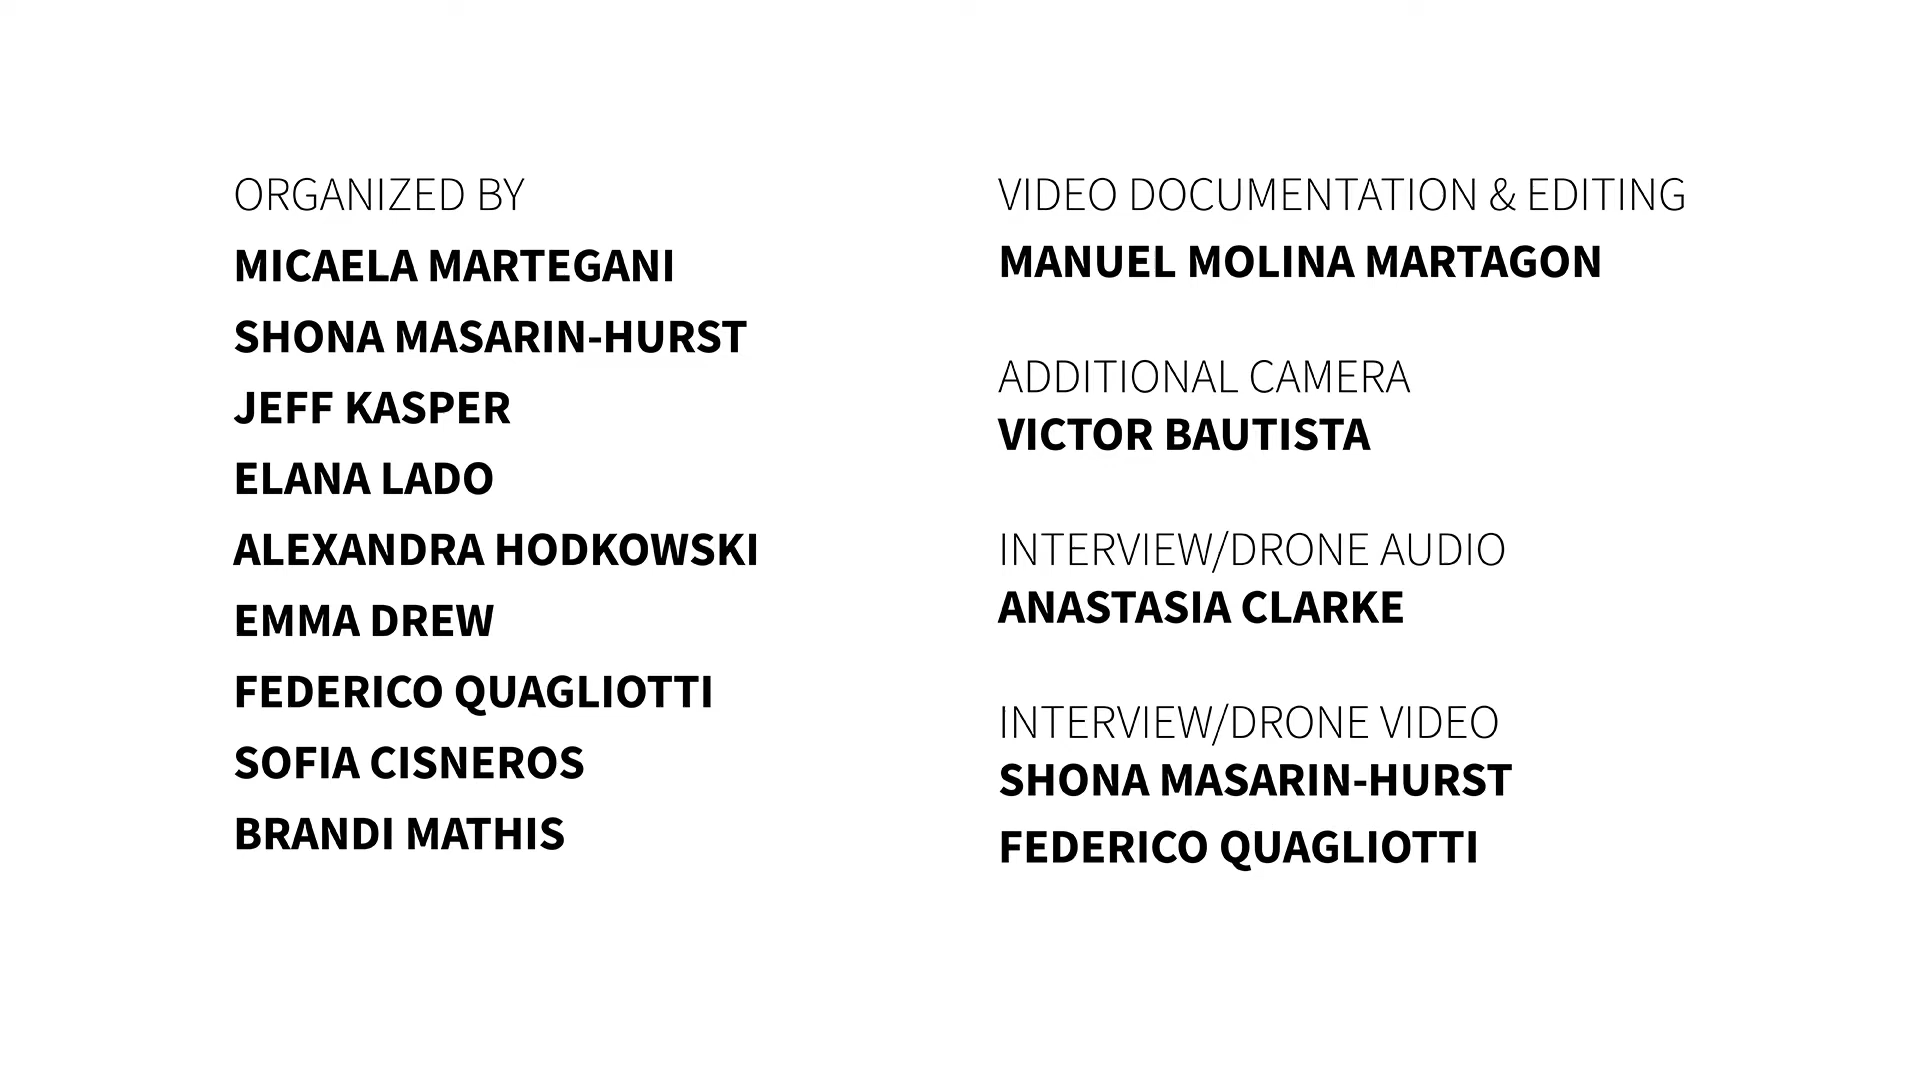 ORGANIZED BY
MICAELA MARTEGANI
SHONA MASARIN-HURST
JEFF KASPER
ELANA LADO
ALEXANDRA HODKOWSKI
EMMA DREW
FEDERICO QUAGLIOTTI
SOFIA CISNEROS
BRANDI MATHIS
VIDEO DOCUMENTATION & EDITING
MANUEL MOLINA MARTAGON
ADDITIONAL CAMERA
VICTOR BAUTISTA
INTERVIEW/DRONE AUDIO
ANASTASIA CLARKE
INTERVIEW/DRONE VIDEO
SHONA MASARIN-HURST
FEDERICO QUAGLIOTTI